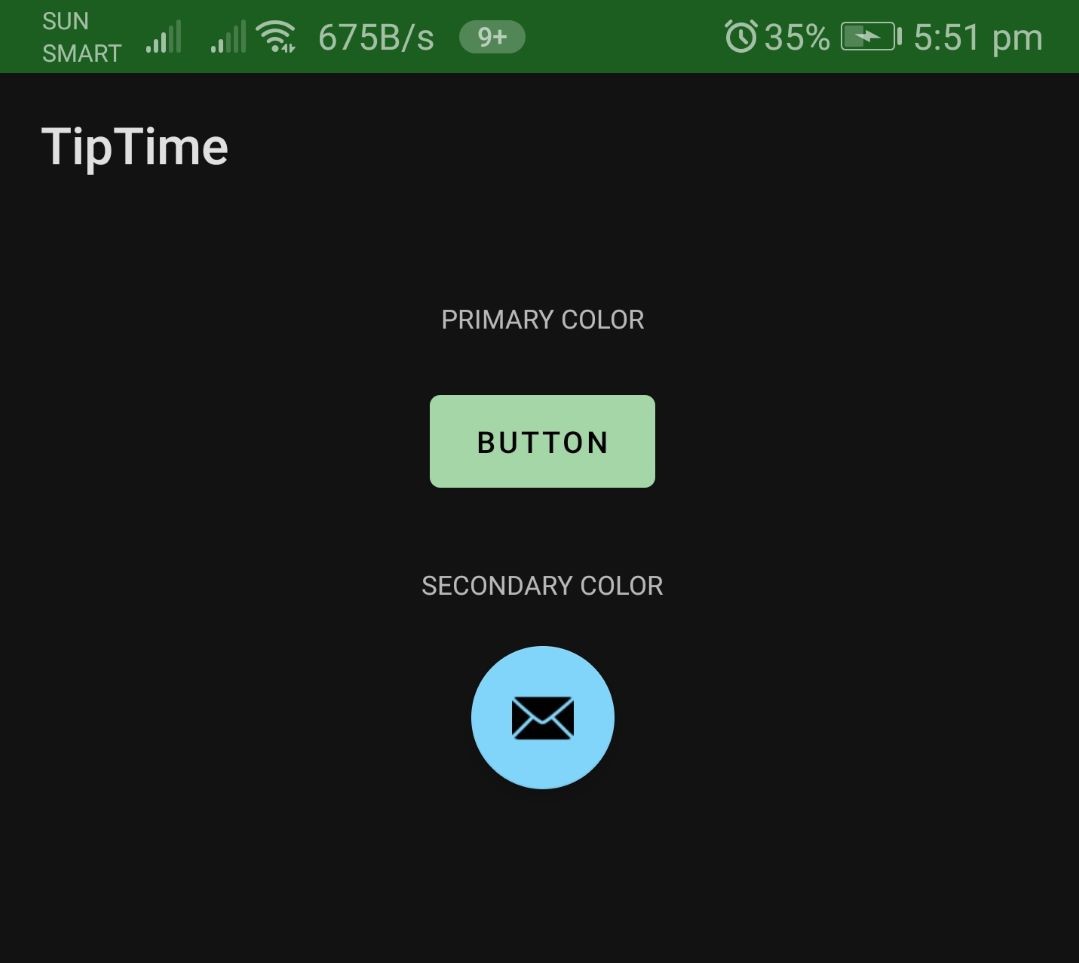 SUN
SMART 675B/s 9+ 35% 5:51 pm
TipTime
PRIMARY COLOR
BUTTON
SECONDARY COLOR